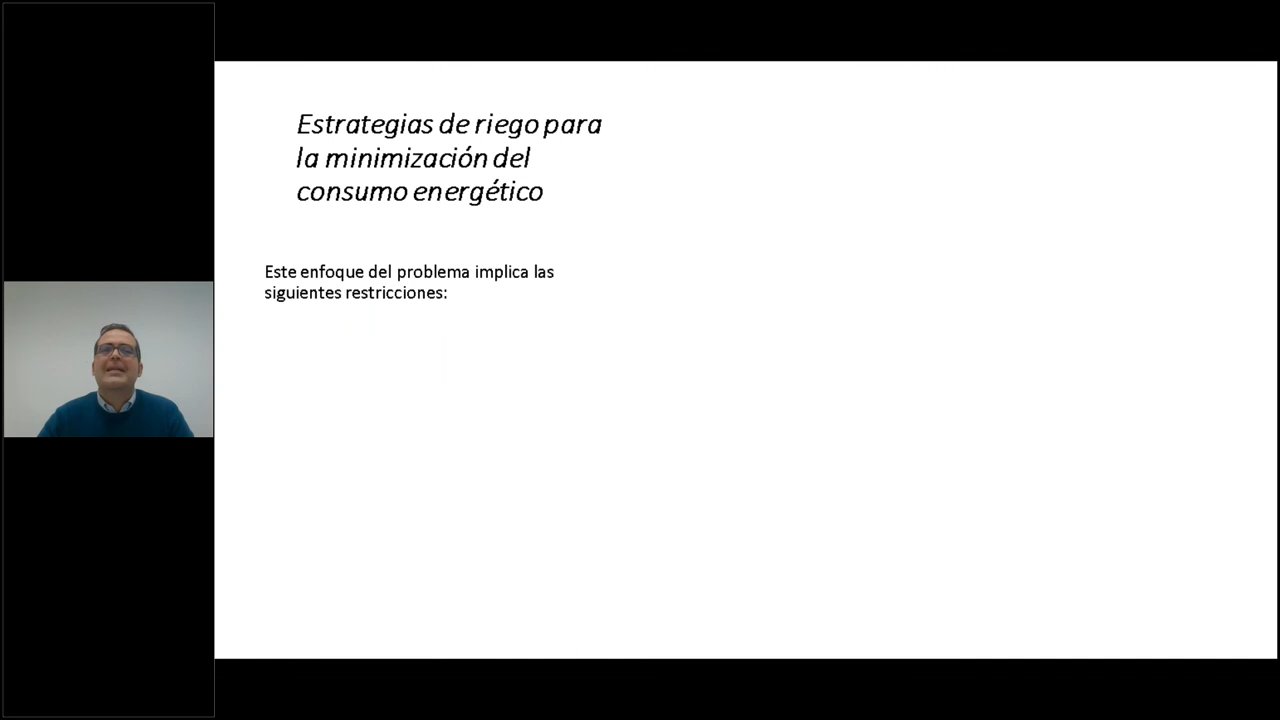 Estrategias de riego para
la minimización del
consumo energético
Este enfoque del problema implica las
siguientes restricciones: